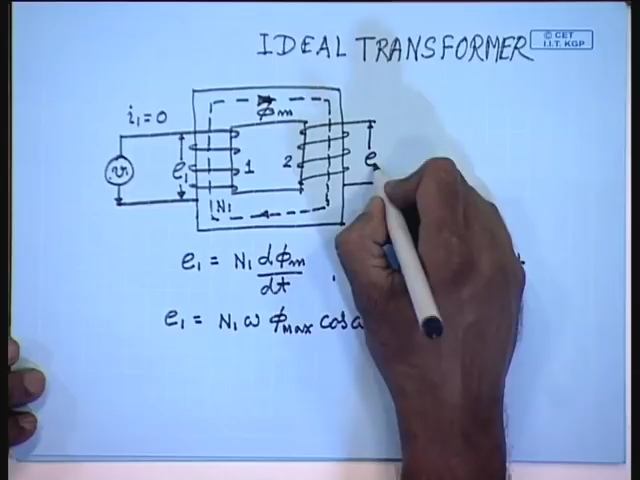 IDEAL TRANSFORMER
© CET
I.I.T. KGP
i₁=0
ϕm
v₁
e₁
1
2
e
N₁
e₁ = N₁ dϕm/dt ,
e₁ = N₁ ω ϕMAX cos